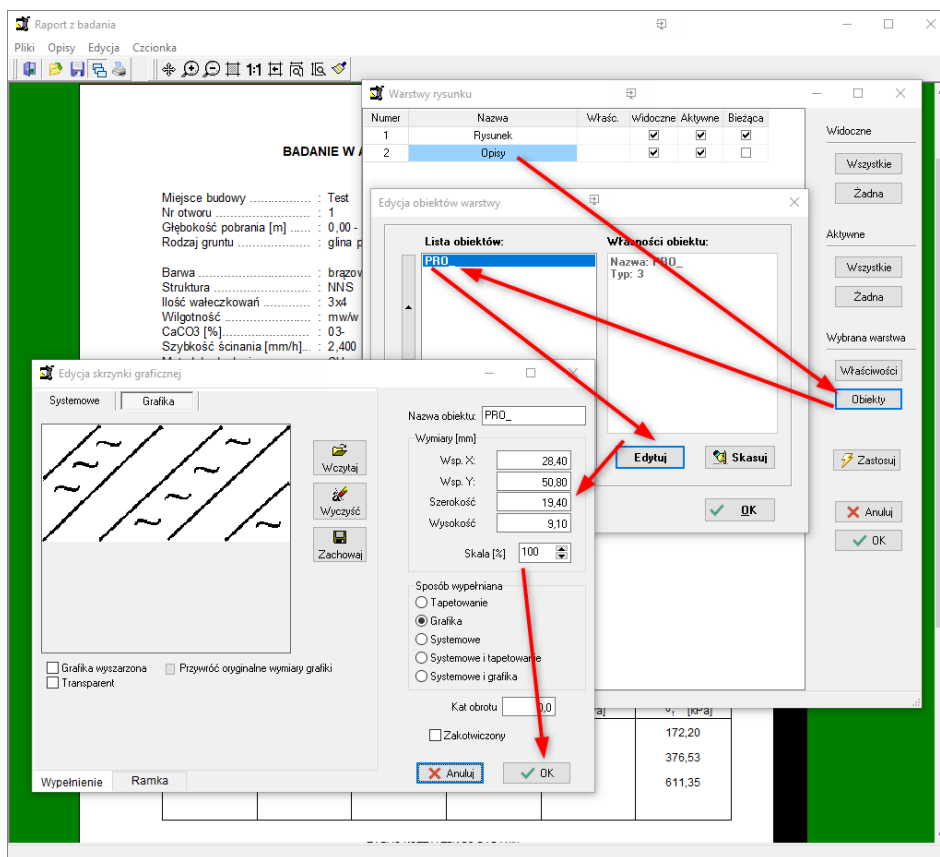 Raport z badania
Pliki Opisy Edycja Czcionka
1:1
BADANIE W A
Miejsce budowy .................. : Test
Nr otworu ........................ : 1
Głębokość pobrania [m] ...... : 0,00 -
Rodzaj gruntu ................... : glina p
Barwa ............................. : brązow
Struktura ......................... : NNS
Ilość wałeczkowań ............ : 3x4
Wilgotność ...................... : mw/w
CaCO3 [%]....................... : 03-
Szybkość ścinania [mm/h]... : 2,400
Warstwy rysunku
Numer Nazwa Właśc. Widoczne Aktywne Bieżąca
1 Rysunek
2 Opisy
Widoczne
Wszystkie
Żadna
Aktywne
Wszystkie
Żadna
Wybrana warstwa
Właściwości
Obiekty
Zastosuj
Anuluj
OK
Edycja obiektów warstwy
Lista obiektów: Własności obiektu:
PRO_
Nazwa: PRO_
Typ: 3
Edytuj Skasuj
OK
Edycja skrzynki graficznej
Systemowe Grafika
Wczytaj
Wyczyść
Zachowaj
Grafika wyszarzona Przywróć oryginalne wymiary grafiki
Transparent
Wypełnienie Ramka
Nazwa obiektu: PRO_
Wymiary [mm]
Wsp. X: 28,40
Wsp. Y: 50,80
Szerokość 19,40
Wysokość 9,10
Skala [%] 100
Sposób wypełniana
Tapetowanie
Grafika
Systemowe
Systemowe i tapetowanie
Systemowe i grafika
Kat obrotu 0,0
Zakotwiczony
Anuluj OK
[kPa]
172,20
376,53
611,35